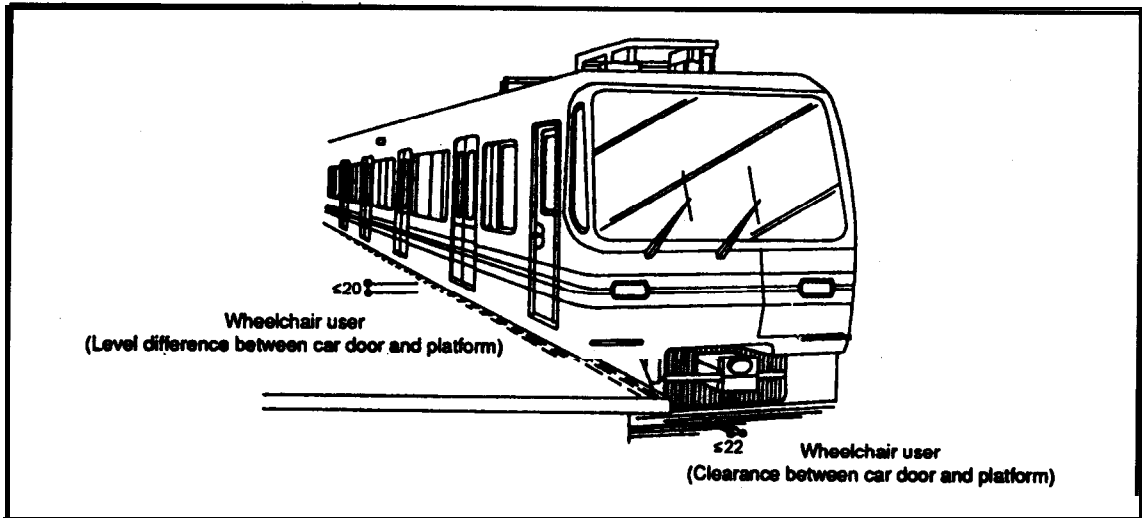 ≤20
Wheelchair user
(Level difference between car door and platform)
≤22
Wheelchair user
(Clearance between car door and platform)